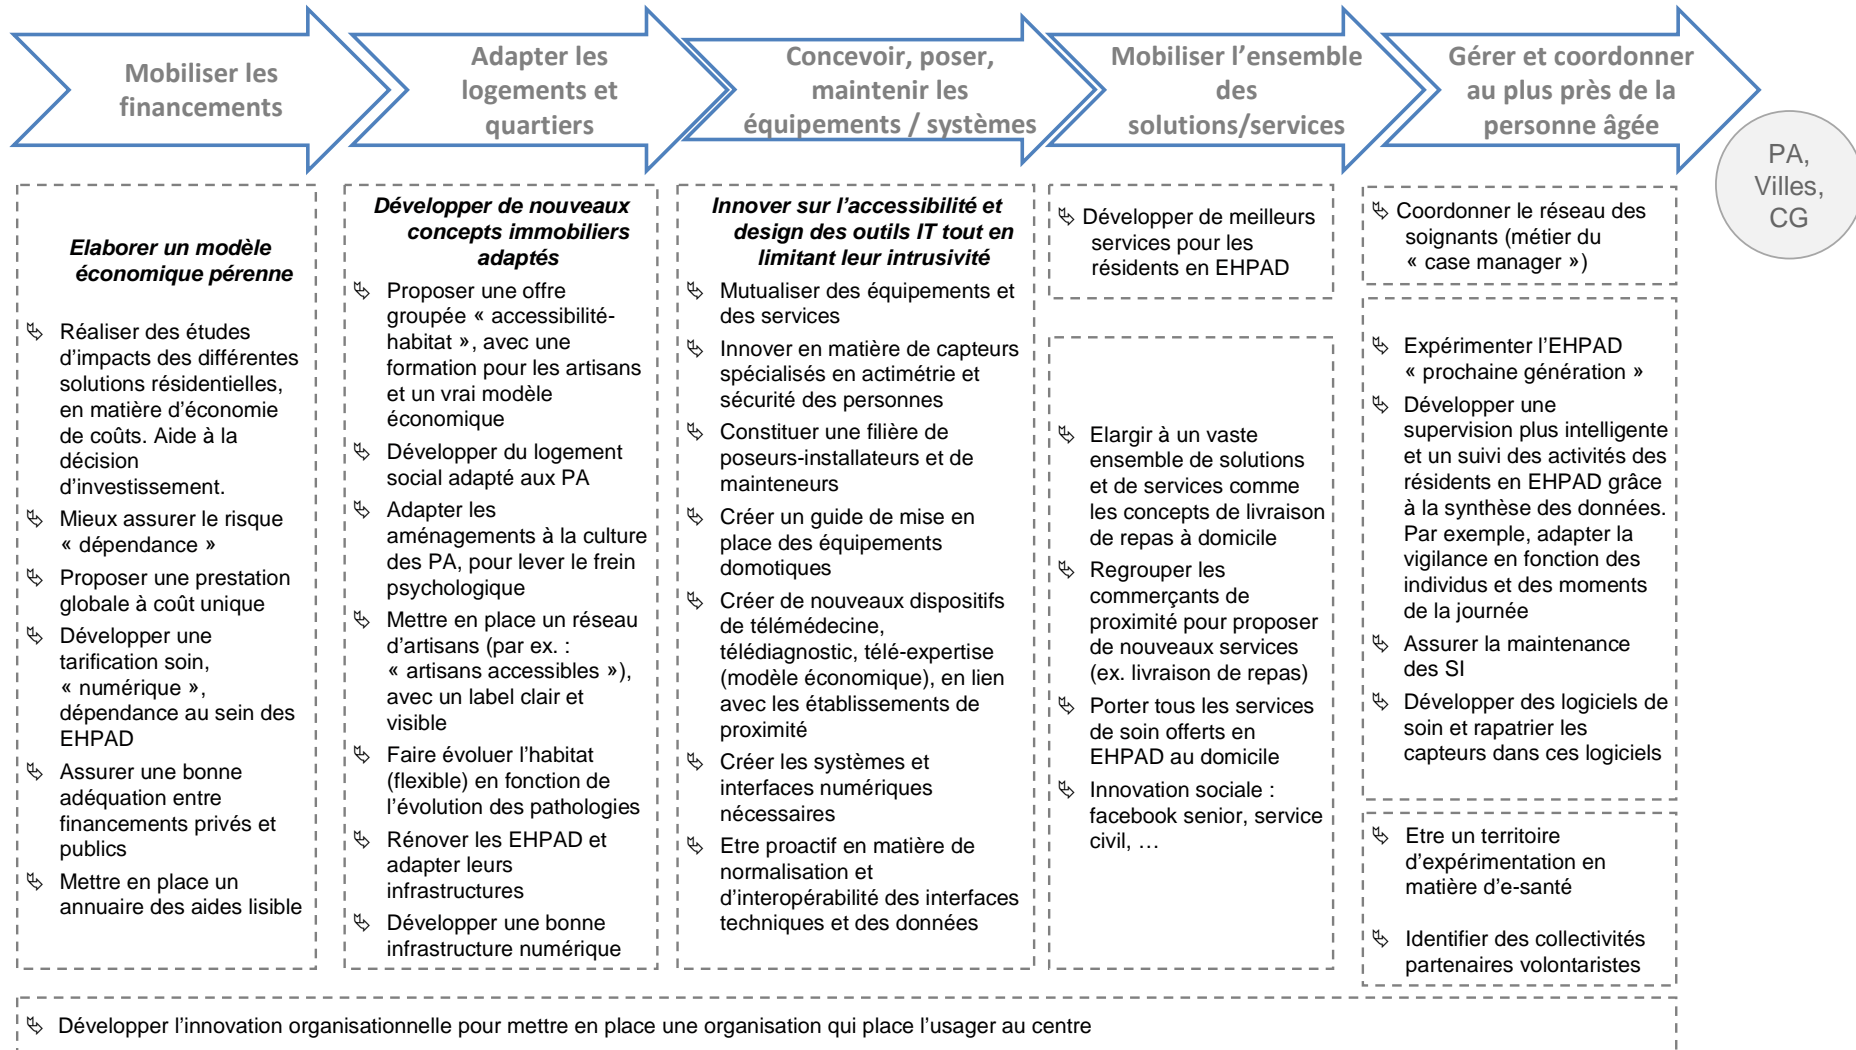 Mobiliser les
financements
Adapter les
logements et
quartiers
Concevoir, poser,
maintenir les
équipements / systèmes
Mobiliser l’ensemble
des
solutions/services
Gérer et coordonner
au plus près de la
personne âgée
PA,
Villes,
CG
Elaborer un modèle
économique pérenne
Réaliser des études
d’impacts des différentes
solutions résidentielles,
en matière d’économie
de coûts. Aide à la
décision
d’investissement.
Mieux assurer le risque
« dépendance »
Proposer une prestation
globale à coût unique
Développer une
tarification soin,
« numérique »,
dépendance au sein des
EHPAD
Assurer une bonne
adéquation entre
financements privés et
publics
Mettre en place un
annuaire des aides lisible
Développer de nouveaux
concepts immobiliers
adaptés
Proposer une offre
groupée « accessibilité-
habitat », avec une
formation pour les artisans
et un vrai modèle
économique
Développer du logement
social adapté aux PA
Adapter les
aménagements à la culture
des PA, pour lever le frein
psychologique
Mettre en place un réseau
d’artisans (par ex. :
« artisans accessibles »),
avec un label clair et
visible
Faire évoluer l’habitat
(flexible) en fonction de
l’évolution des pathologies
Rénover les EHPAD et
adapter leurs
infrastructures
Développer une bonne
infrastructure numérique
Innover sur l’accessibilité et
design des outils IT tout en
limitant leur intrusivité
Mutualiser des équipements et
des services
Innover en matière de capteurs
spécialisés en actimétrie et
sécurité des personnes
Constituer une filière de
poseurs-installateurs et de
mainteneurs
Créer un guide de mise en
place des équipements
domotiques
Créer de nouveaux dispositifs
de télémédecine,
télédiagnostic, télé-expertise
(modèle économique), en lien
avec les établissements de
proximité
Créer les systèmes et
interfaces numériques
nécessaires
Etre proactif en matière de
normalisation et
d’interopérabilité des interfaces
techniques et des données
Développer de meilleurs
services pour les
résidents en EHPAD
Elargir à un vaste
ensemble de solutions
et de services comme
les concepts de livraison
de repas à domicile
Regrouper les
commerçants de
proximité pour proposer
de nouveaux services
(ex. livraison de repas)
Porter tous les services
de soin offerts en
EHPAD au domicile
Innovation sociale :
facebook senior, service
civil, …
Coordonner le réseau des
soignants (métier du
« case manager »)
Expérimenter l’EHPAD
« prochaine génération »
Développer une
supervision plus intelligente
et un suivi des activités des
résidents en EHPAD grâce
à la synthèse des données.
Par exemple, adapter la
vigilance en fonction des
individus et des moments
de la journée
Assurer la maintenance
des SI
Développer des logiciels de
soin et rapatrier les
capteurs dans ces logiciels
Etre un territoire
d’expérimentation en
matière d’e-santé
Identifier des collectivités
partenaires volontaristes
Développer l’innovation organisationnelle pour mettre en place une organisation qui place l’usager au centre